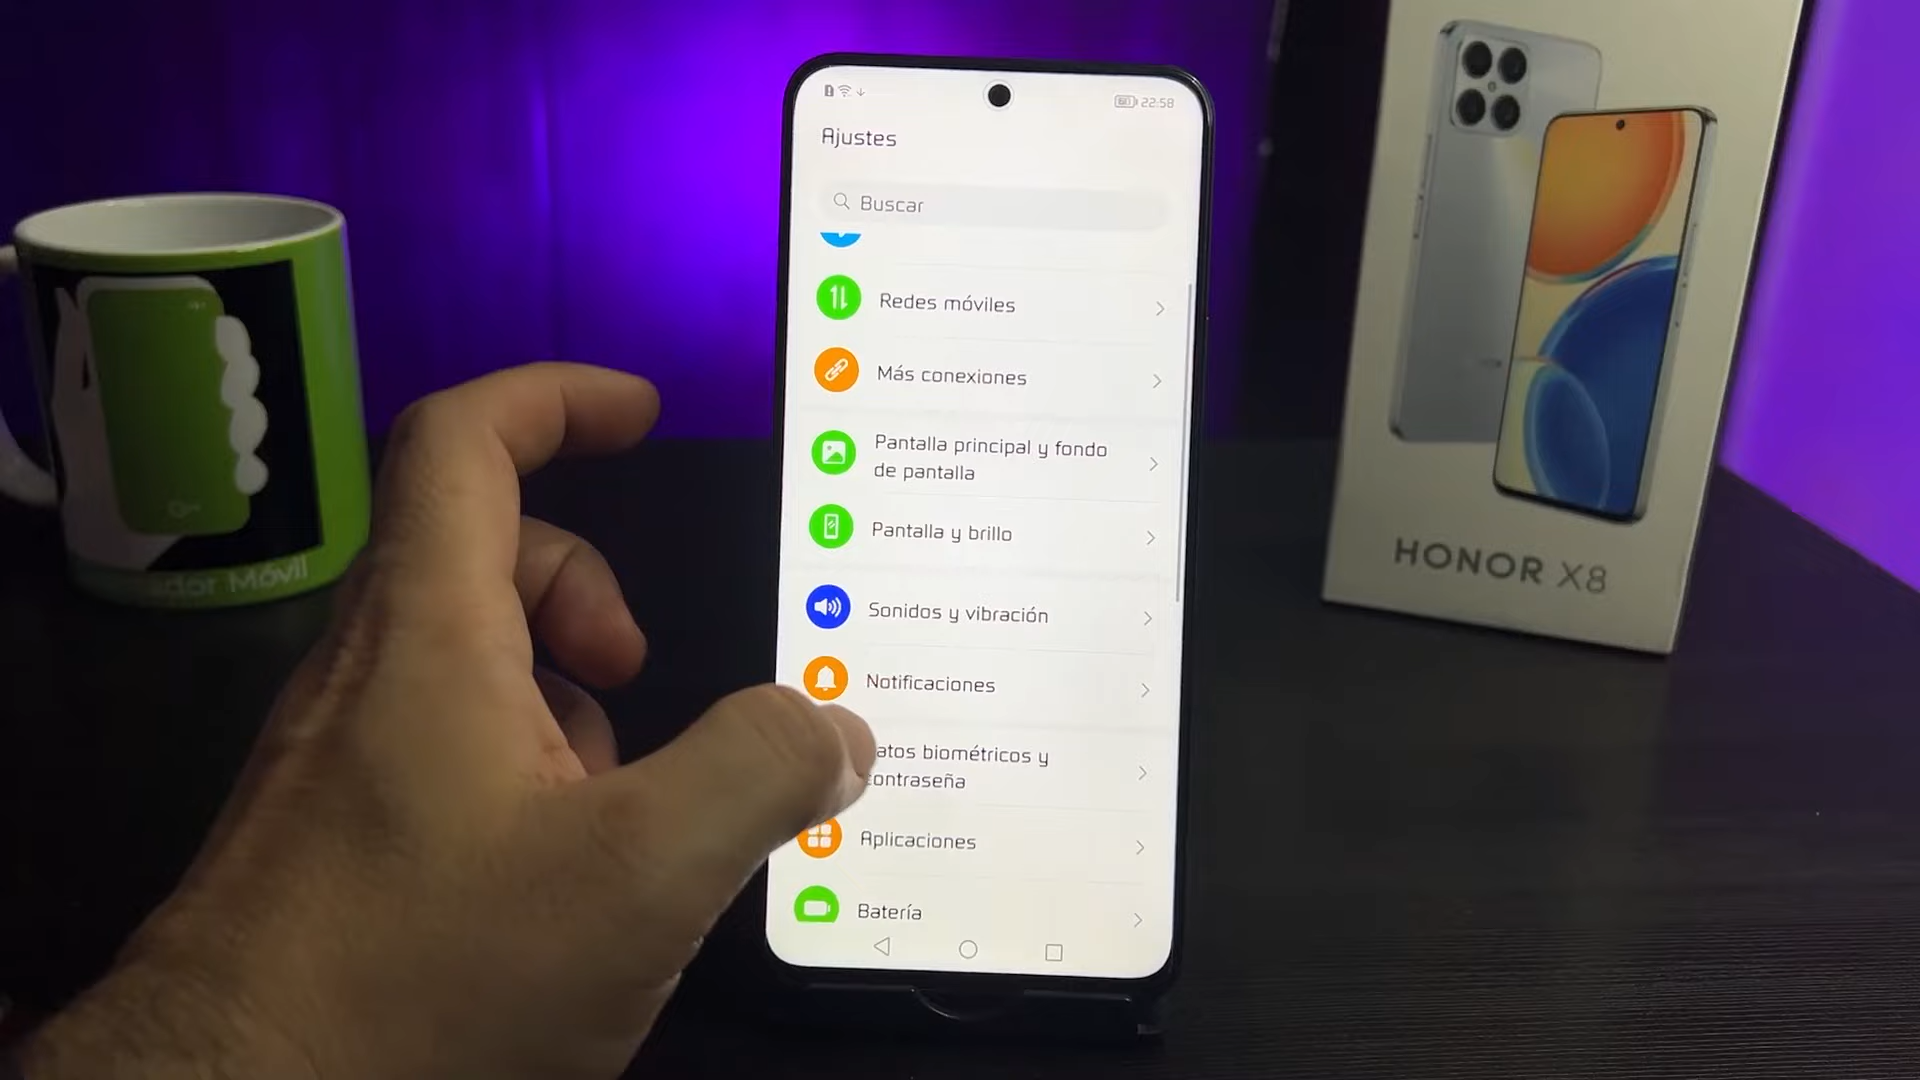 22:58
Ajustes
Buscar
Redes móviles
Más conexiones
Pantalla principal y fondo
de pantalla
Pantalla y brillo
Sonidos y vibración
Notificaciones
atos biométricos y
contraseña
Aplicaciones
Batería
HONOR X8
Móvil